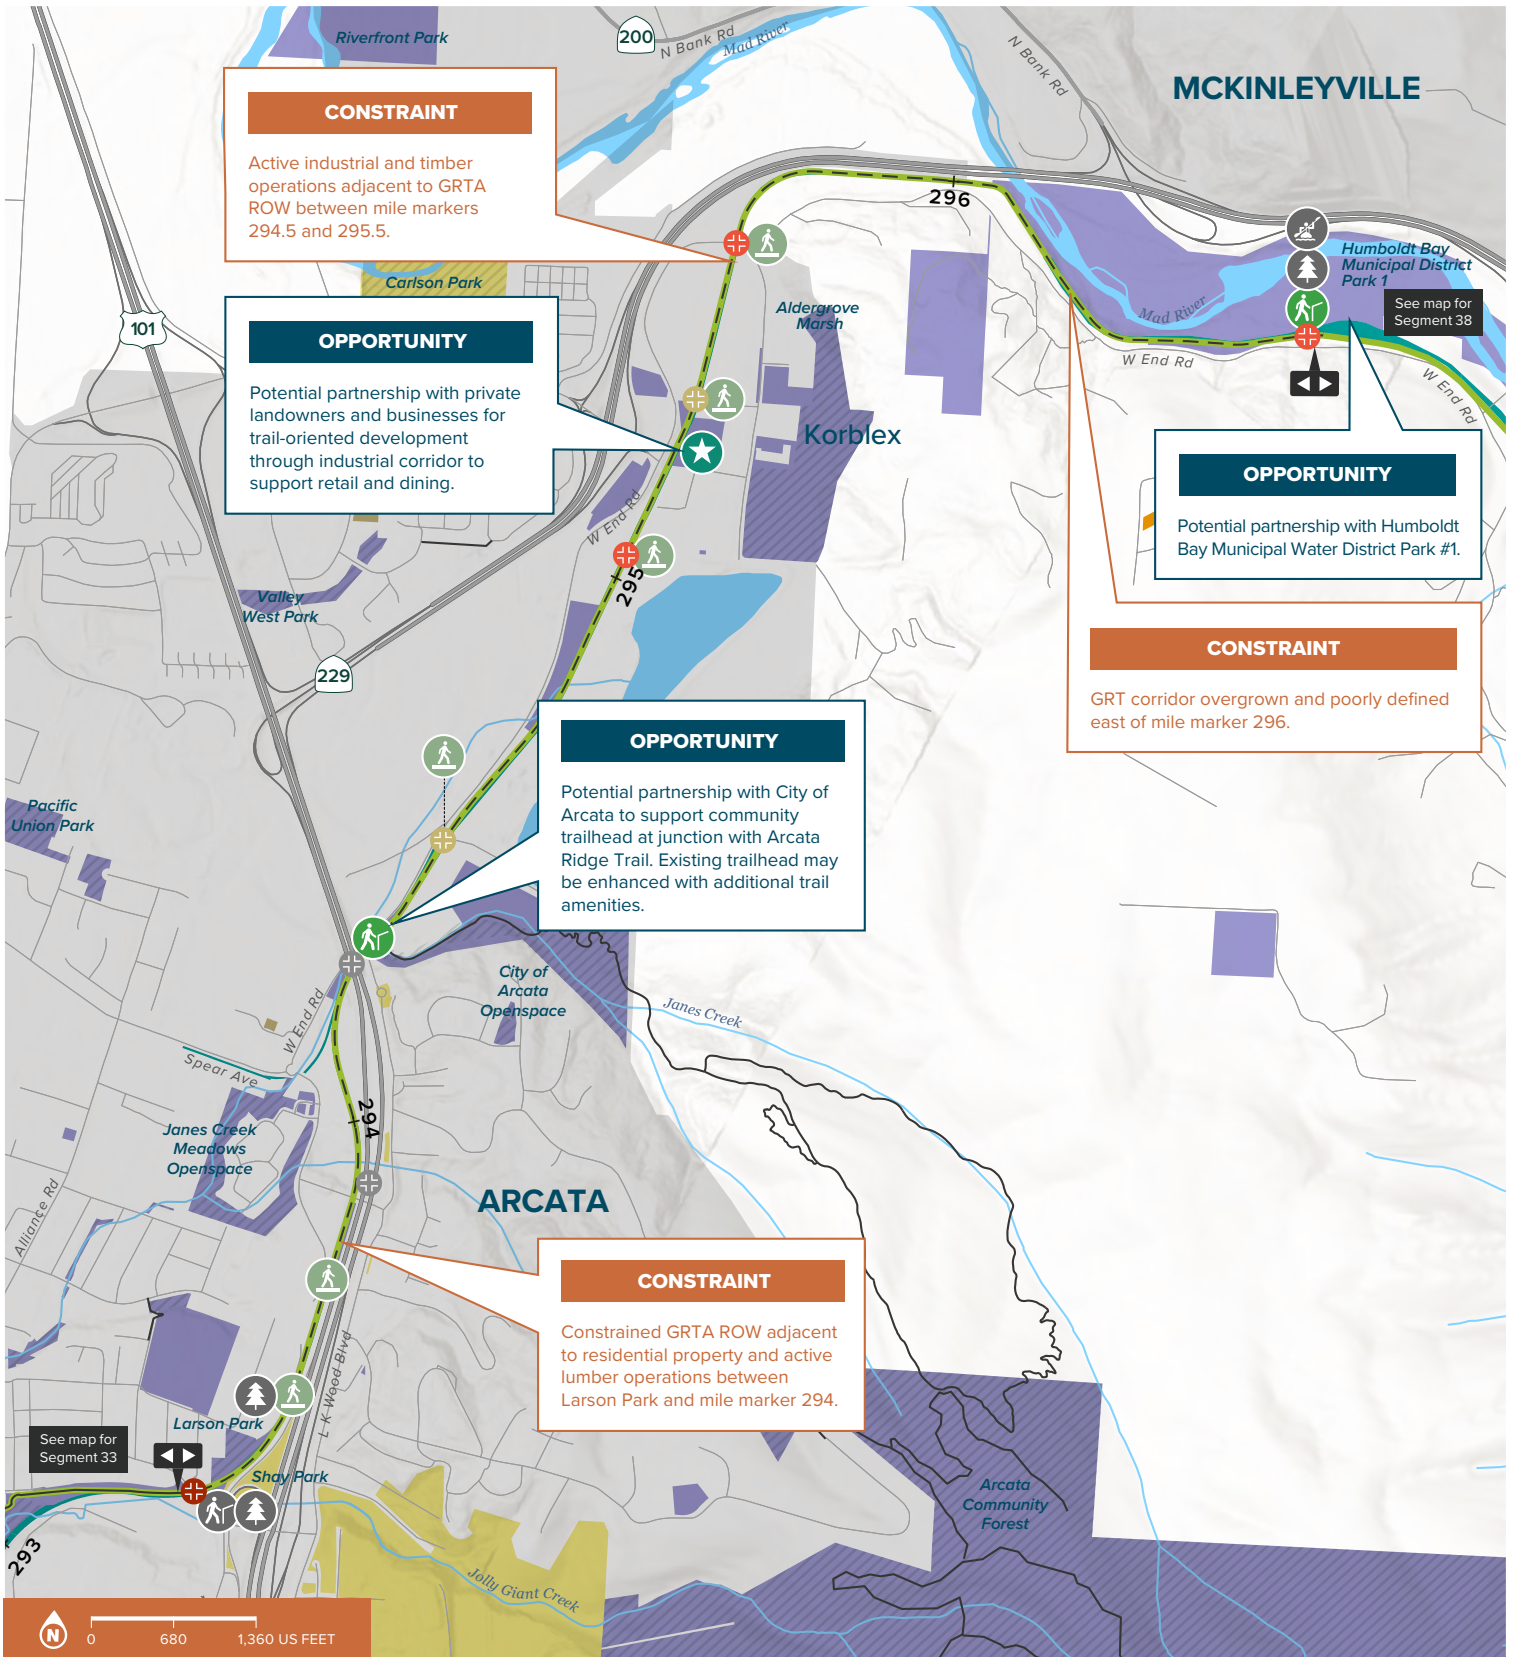 Riverfront Park
200
N Bank Rd
Mad River
N Bank Rd
MCKINLEYVILLE
CONSTRAINT
Active industrial and timber
operations adjacent to GRTA
ROW between mile markers
294.5 and 295.5.
296
Humboldt Bay
Municipal District
Park 1
See map for
Segment 38
Carlson Park
Aldergrove
Marsh
Mad River
W End Rd
W End Rd
101
OPPORTUNITY
Potential partnership with private
landowners and businesses for
trail-oriented development
through industrial corridor to
support retail and dining.
Korblex
OPPORTUNITY
Potential partnership with Humboldt
Bay Municipal Water District Park #1.
W End Rd
295
Valley
West Park
229
CONSTRAINT
GRT corridor overgrown and poorly defined
east of mile marker 296.
OPPORTUNITY
Potential partnership with City of
Arcata to support community
trailhead at junction with Arcata
Ridge Trail. Existing trailhead may
be enhanced with additional trail
amenities.
Pacific
Union Park
City of
Arcata
Openspace
Janes Creek
W End Rd
Spear Ave
294
Janes Creek
Meadows
Openspace
Alliance Rd
ARCATA
CONSTRAINT
Constrained GRTA ROW adjacent
to residential property and active
lumber operations between
Larson Park and mile marker 294.
L K Wood Blvd
Larson Park
See map for
Segment 33
Shay Park
Arcata
Community
Forest
293
Jolly Giant Creek
N
0
680
1,360 US FEET